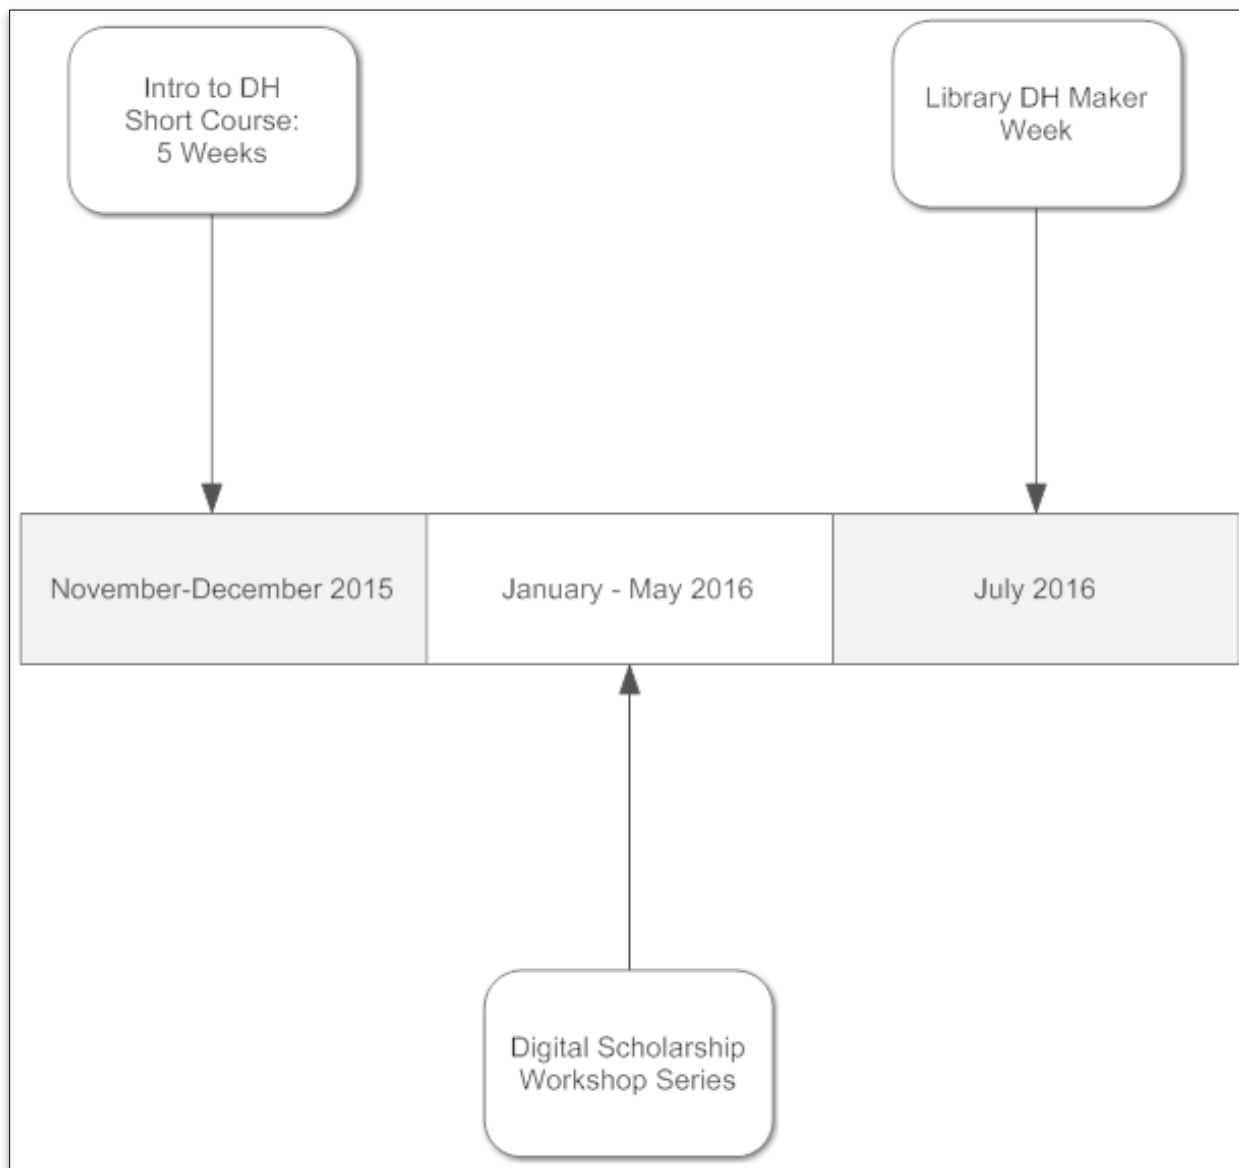 Intro to DH
Short Course:
5 Weeks
Library DH Maker
Week
November-December 2015
January - May 2016
July 2016
Digital Scholarship
Workshop Series